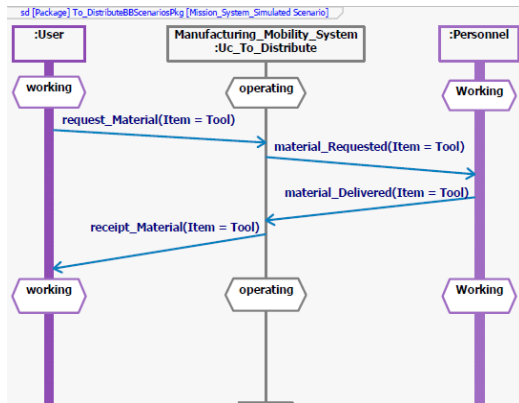 sd [Package] To_DistributeBBScenariosPkg [Mission_System_Simulated Scenario]
:User
Manufacturing_Mobility_System
:Uc_To_Distribute
:Personnel
working
operating
Working
request_Material(Item = Tool)
material_Requested(Item = Tool)
material_Delivered(Item = Tool)
receipt_Material(Item = Tool)
working
operating
Working